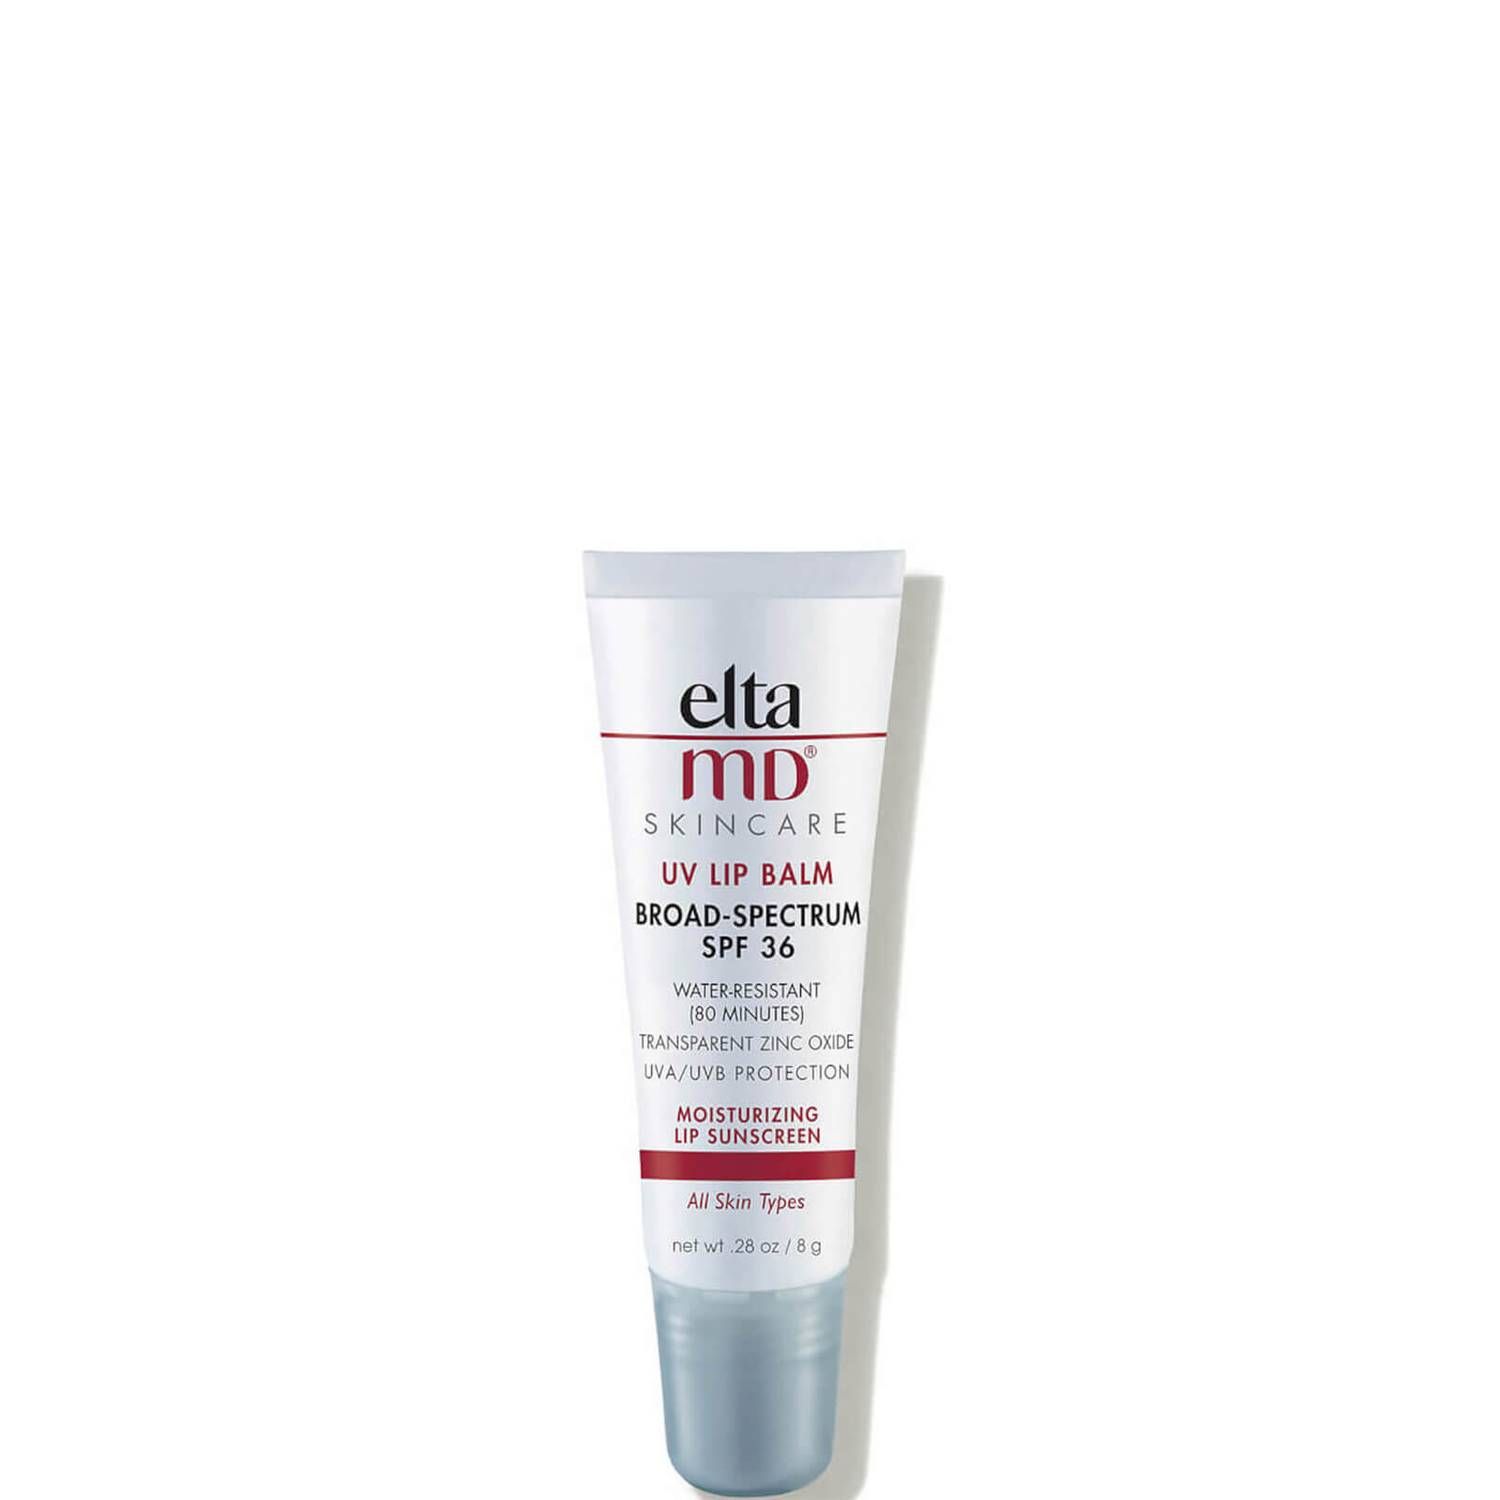 elta
MD®
SKINCARE
UV LIP BALM
BROAD-SPECTRUM
SPF 36
WATER-RESISTANT
(80 MINUTES)
TRANSPARENT ZINC OXIDE
UVA/UVB PROTECTION
MOISTURIZING
LIP SUNSCREEN
All Skin Types
net wt .28 oz / 8 g